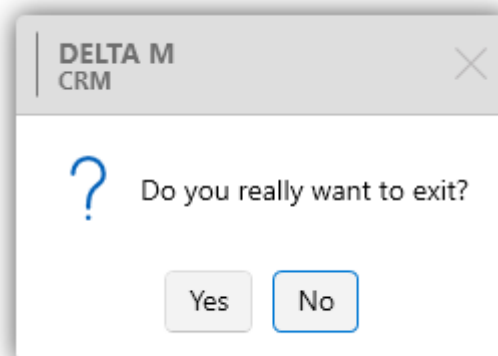 DELTA M
CRM
Do you really want to exit?
Yes
No